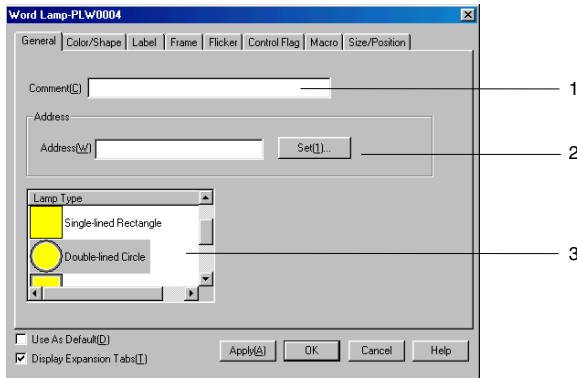 Word Lamp-PLW0004
General Color/Shape Label Frame Flicker Control Flag Macro Size/Position
Comment(C) 1
Address
Address(W) Set(1)... 2
Lamp Type
Single-lined Rectangle
Double-lined Circle 3
Use As Default(D)
Display Expansion Tabs(T)
Apply(A) OK Cancel Help